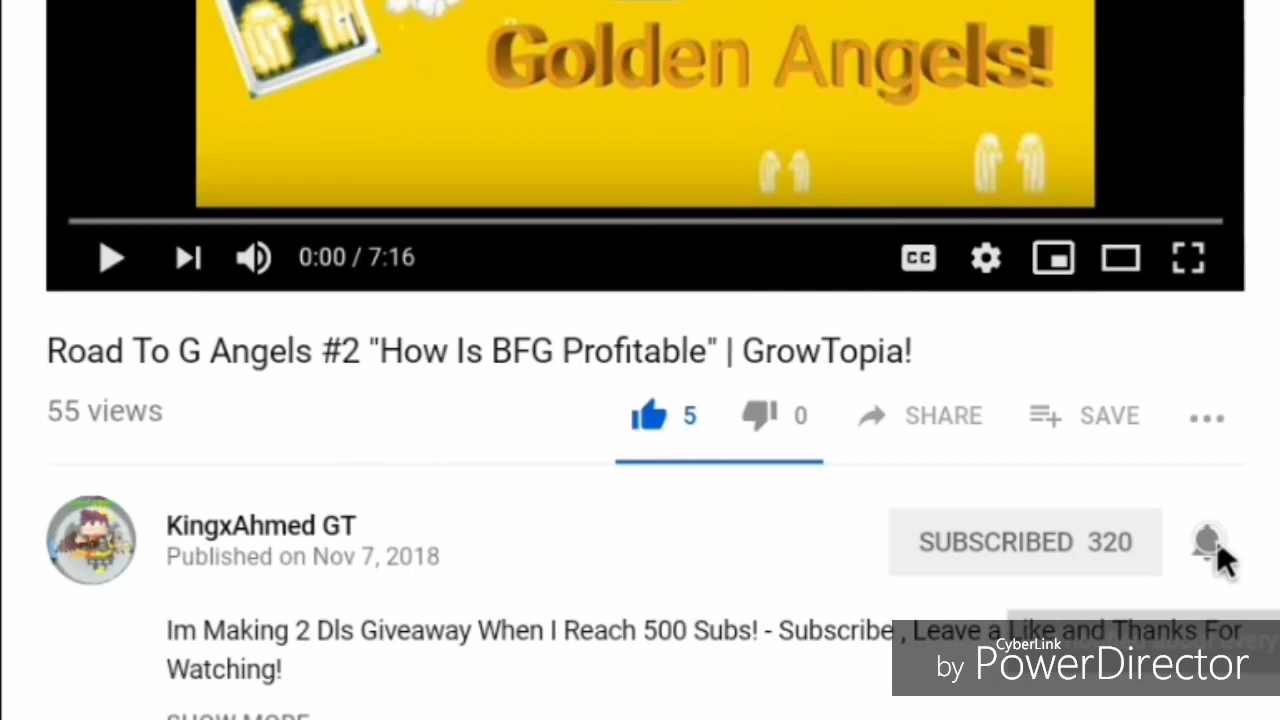 Golden Angels!
0:00 / 7:16
CC
Road To G Angels #2 "How Is BFG Profitable" | GrowTopia!
55 views
5
0
SHARE
SAVE
KingxAhmed GT
SUBSCRIBED 320
Published on Nov 7, 2018
Im Making 2 Dls Giveaway When I Reach 500 Subs! - Subscribe , Leave a Like and Thanks For
Watching!
CyberLink
by PowerDirector
SHOW MORE